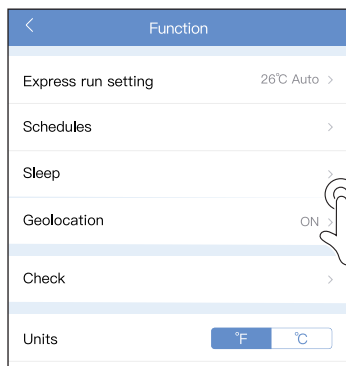 Function
Express run setting 26℃ Auto >
Schedules >
Sleep >
Geolocation ON >
Check >
Units °F ℃